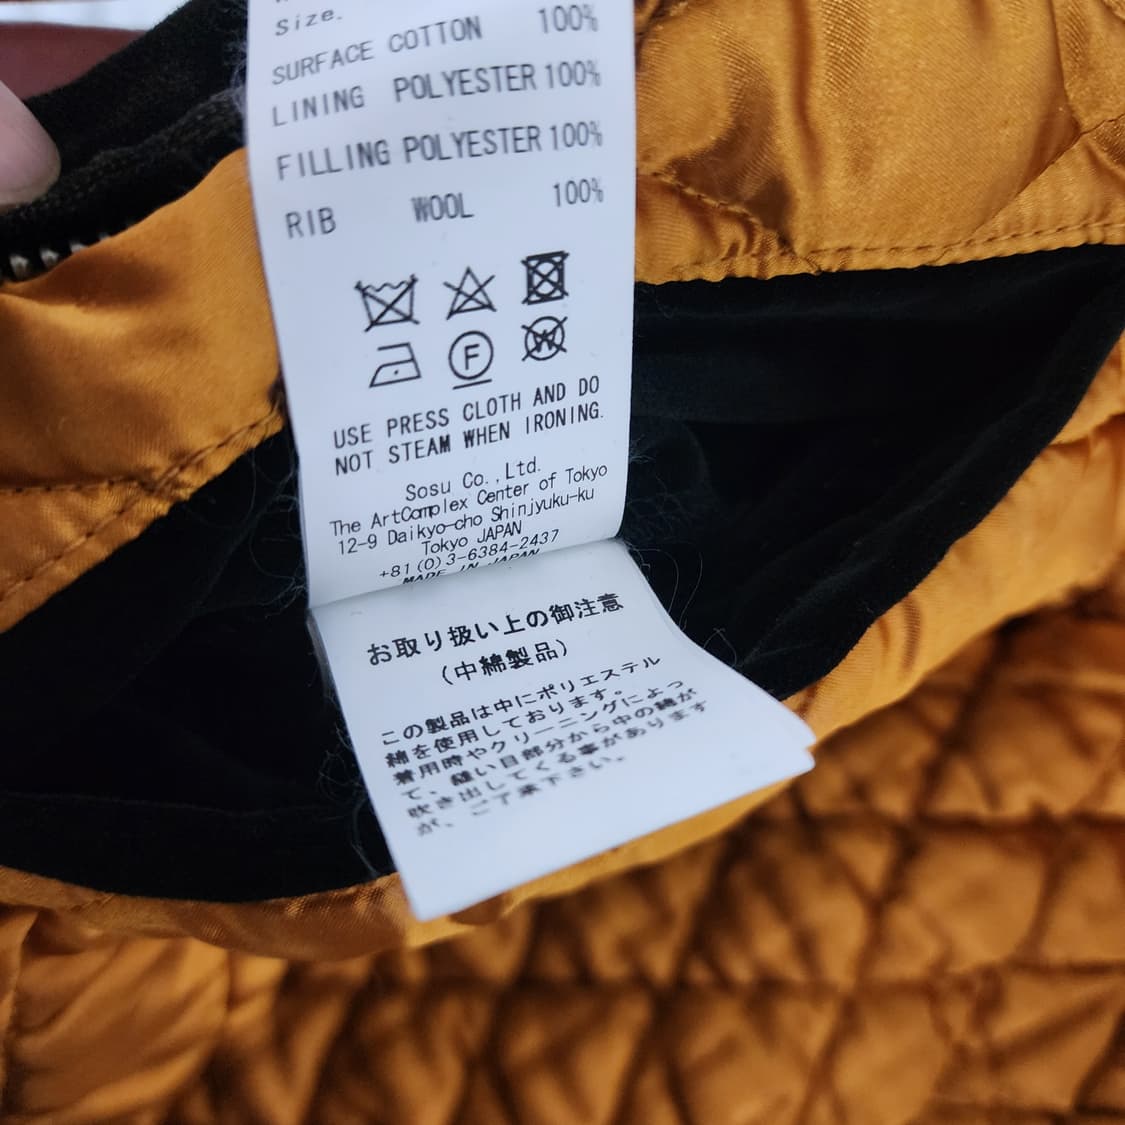 Size.
SURFACE COTTON 100%
LINING POLYESTER 100%
FILLING POLYESTER 100%
RIB WOOL 100%
F
W
USE PRESS CLOTH AND DO
NOT STEAM WHEN IRONING.
Sosu Co.,Ltd.
The ArtComplex Center of Tokyo
12-9 Daikyo-cho Shinjyuku-ku
Tokyo JAPAN
+81(0)3-6384-2437
MADE IN JAPAN
お取り扱い上の御注意
(中綿製品)
この製品は中にポリエステル
綿を使用しております。
着用時やクリーニングによっ
て、縫い目部分から中の綿が
吹き出してくる事があります
が、ご了承下さい。